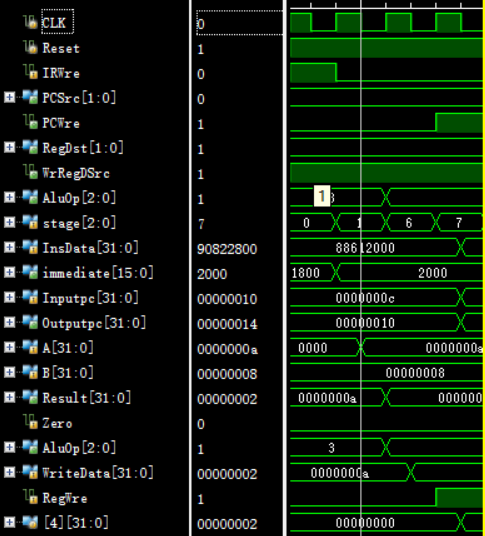 CLK 0
Reset 1
IRWre 0
PCSrc[1:0] 0
PCWre 1
RegDst[1:0] 1
WrRegDSrc 1
AluOp[2:0] 1 1 3
stage[2:0] 7 0 1 6 7
InsData[31:0] 90822800 88612000
immediate[15:0] 2000 1800 2000
Inputpc[31:0] 00000010 0000000c
Outputpc[31:0] 00000014 00000010
A[31:0] 0000000a 0000 0000000a
B[31:0] 00000008 00000008
Result[31:0] 00000002 0000000a 000000
Zero 0
AluOp[2:0] 1 3
WriteData[31:0] 00000002 0000000a
RegWre 1
[4][31:0] 00000002 00000000